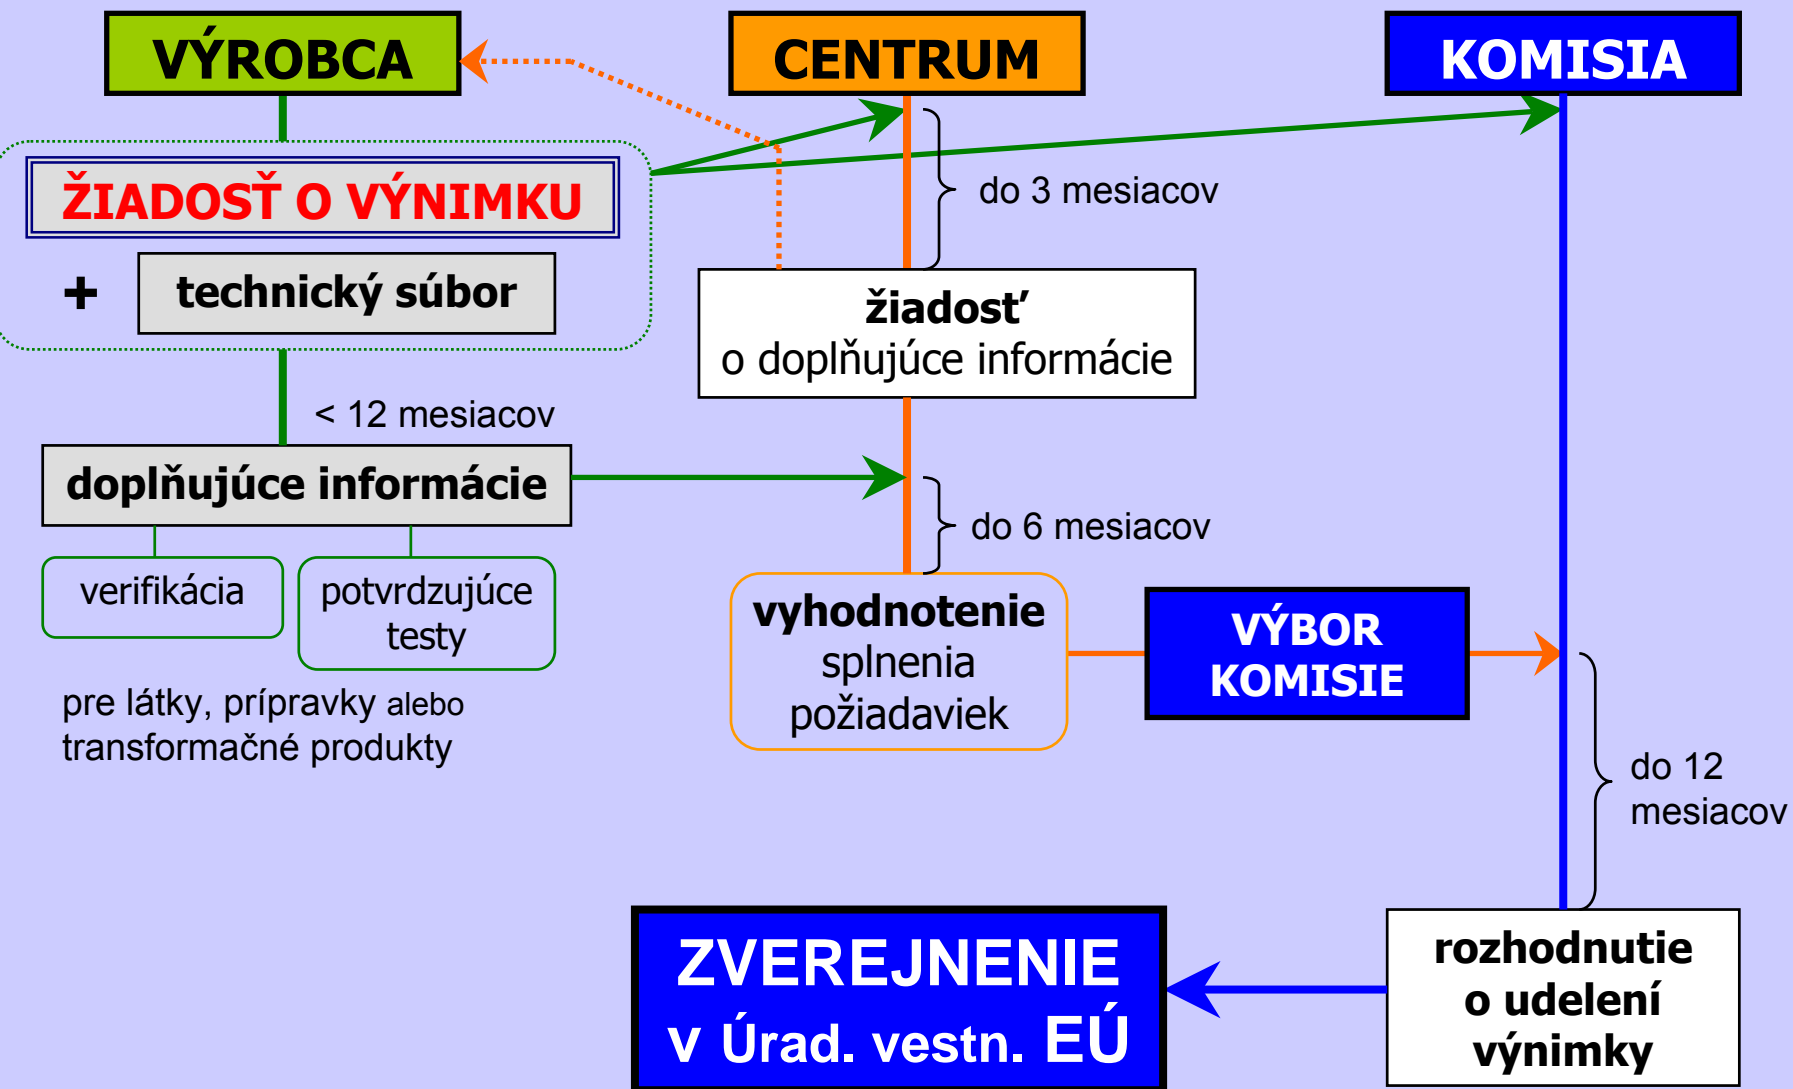 VÝROBCA
CENTRUM
KOMISIA
ŽIADOSŤ O VÝNIMKU
+ technický súbor
do 3 mesiacov
žiadosť
o doplňujúce informácie
< 12 mesiacov
doplňujúce informácie
verifikácia
potvrdzujúce
testy
pre látky, prípravky alebo
transformačné produkty
do 6 mesiacov
vyhodnotenie
splnenia
požiadaviek
VÝBOR
KOMISIE
do 12
mesiacov
rozhodnutie
o udelení
výnimky
ZVEREJNENIE
v Úrad. vestn. EÚ